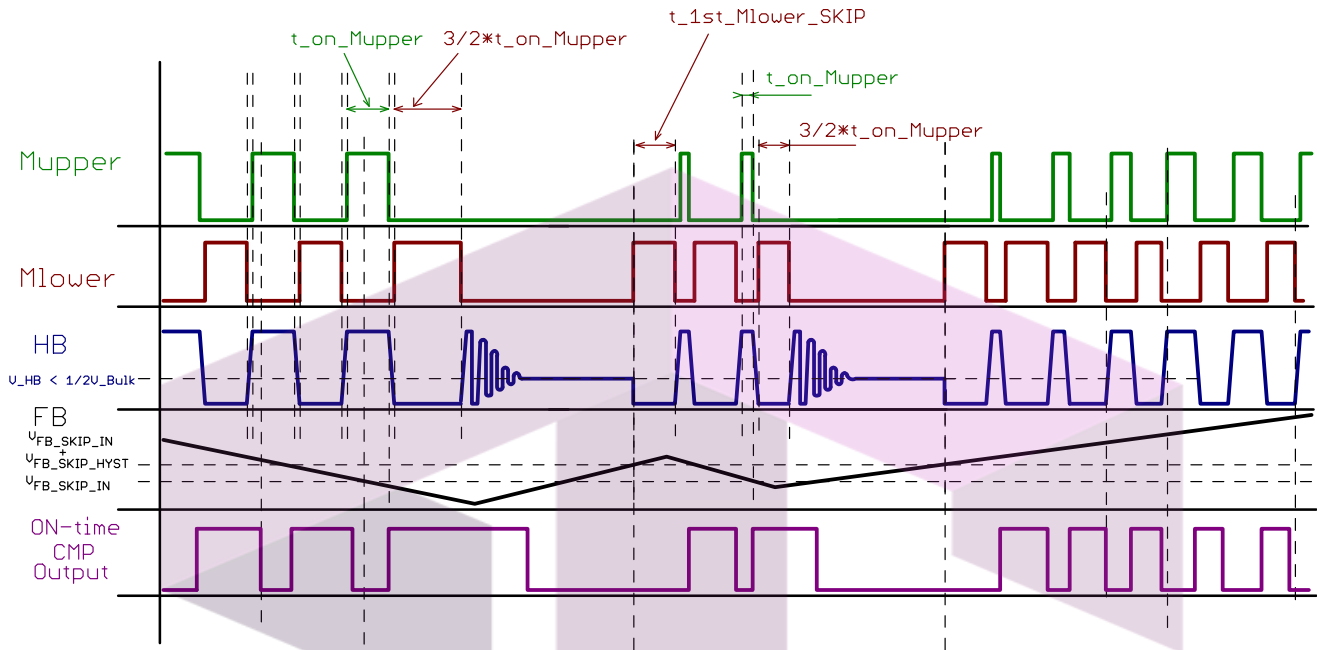 t_1st_Mlower_SKIP
t_on_Mupper
3/2*t_on_Mupper
t_on_Mupper
3/2*t_on_Mupper
Mupper
Mlower
HB
V_HB < 1/2V_Bulk
FB
VFB_SKIP_IN
+
VFB_SKIP_HYST
VFB_SKIP_IN
ON-time
CMP
Output